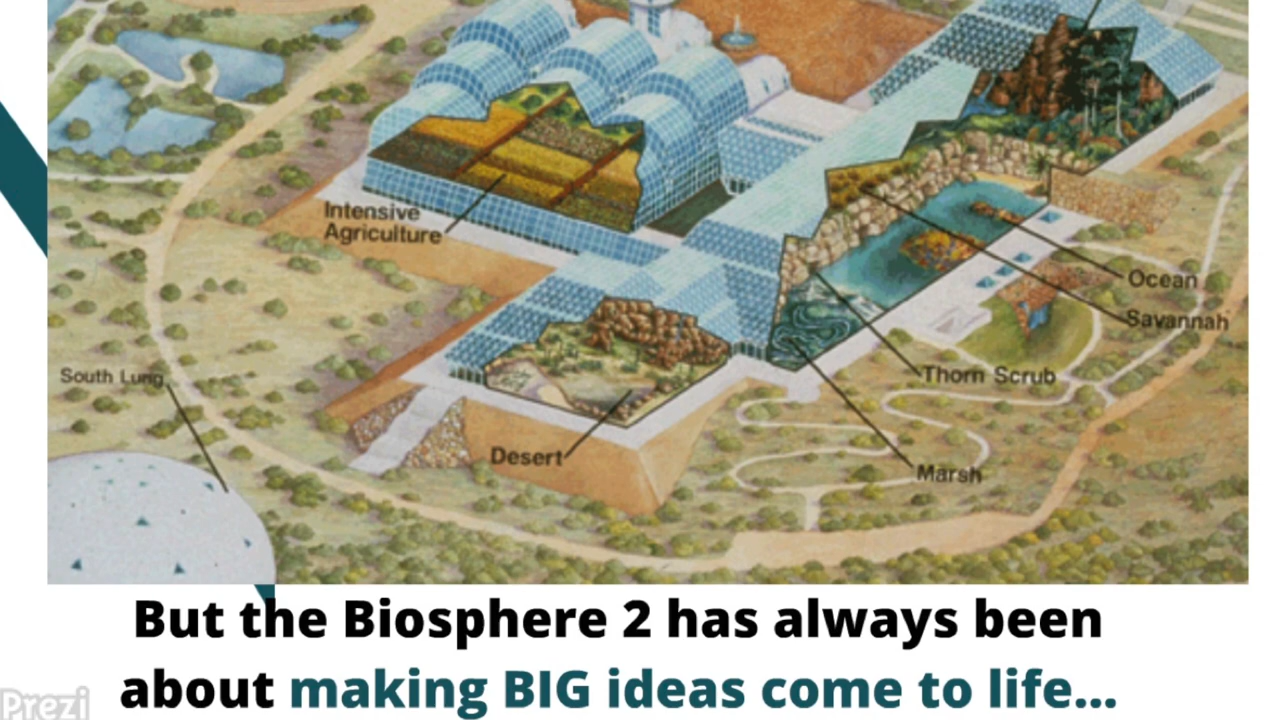 Intensive
Agriculture
Ocean
Savannah
South Lung
Thorn Scrub
Desert
Marsh
But the Biosphere 2 has always been
about making BIG ideas come to life...
Prezi